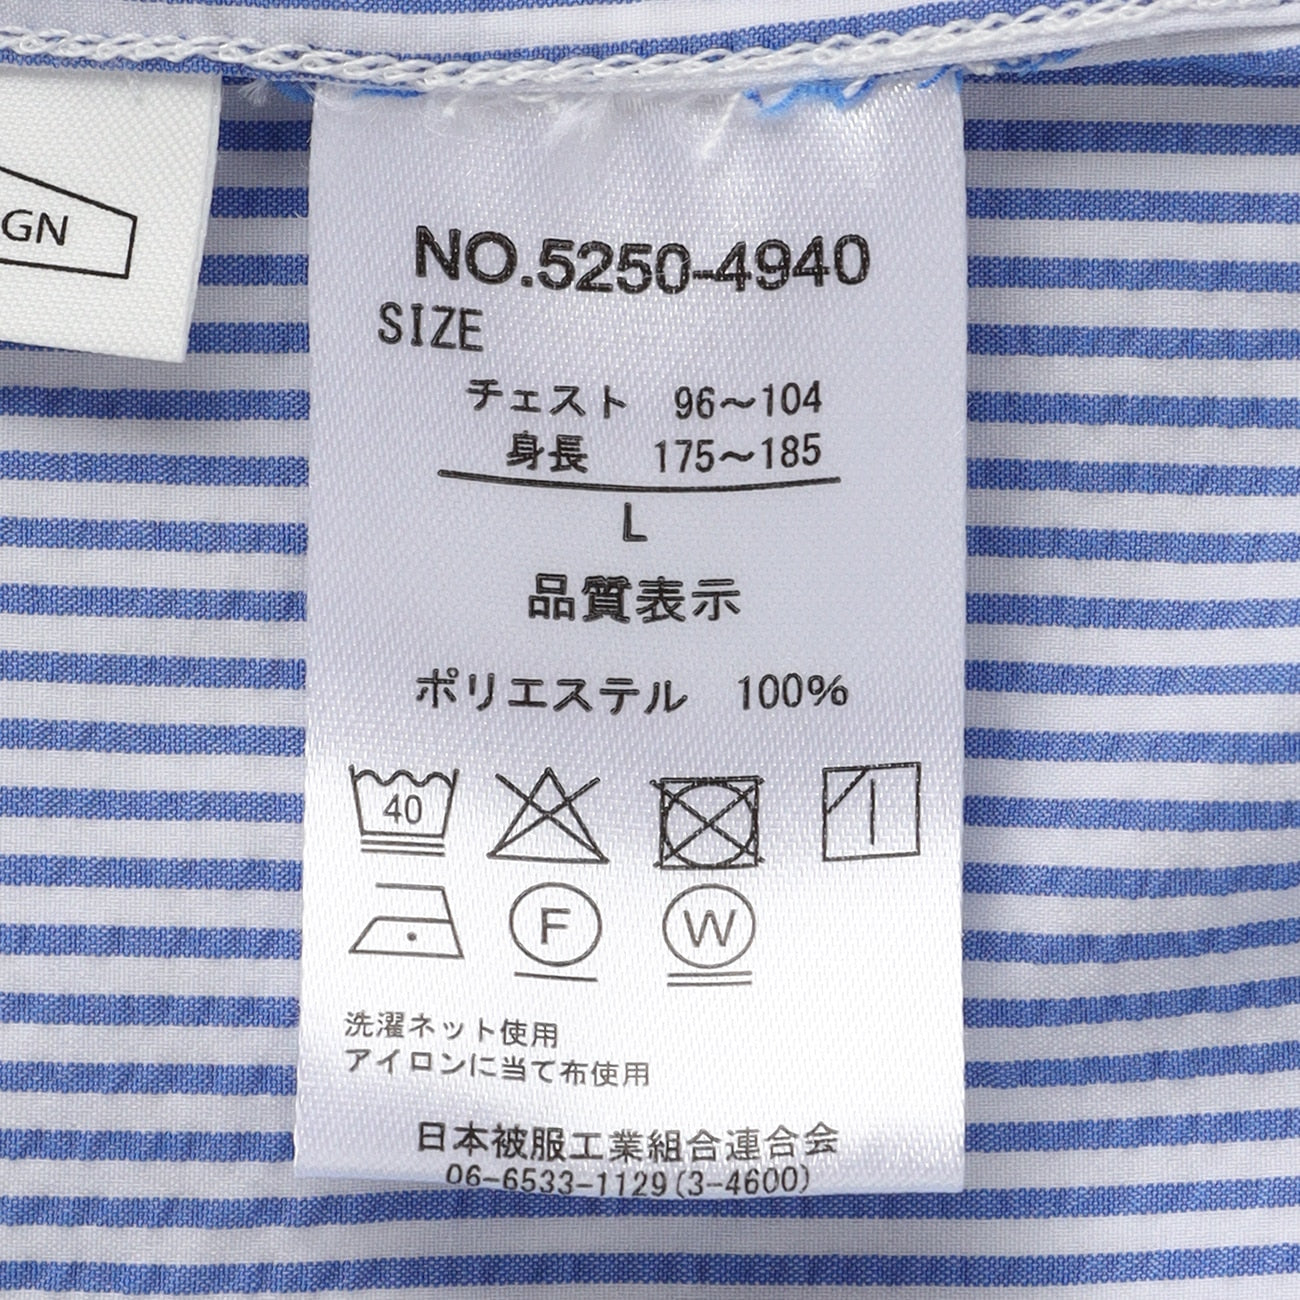 GN
NO.5250-4940
SIZE
チェスト 96～104
身長 175～185
L
品質表示
ポリエステル 100%
40
F W
洗濯ネット使用
アイロンに当て布使用
日本被服工業組合連合会
06-6533-1129(3-4600)